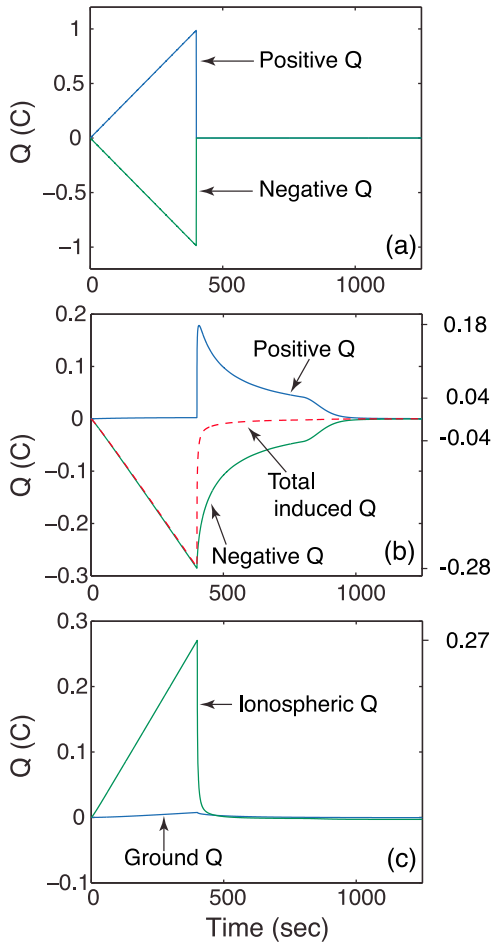 Q (C)
1
0.5
0
−0.5
−1
Positive Q
Negative Q
(a)
0 500 1000
Q (C)
0.2
0.1
0
-0.1
-0.2
-0.3
0.18
0.04
-0.04
-0.28
Positive Q
Total
induced Q
Negative Q
(b)
0 500 1000
Q (C)
0.3
0.2
0.1
0
-0.1
0.27
Ionospheric Q
Ground Q
(c)
0 500 1000
Time (sec)